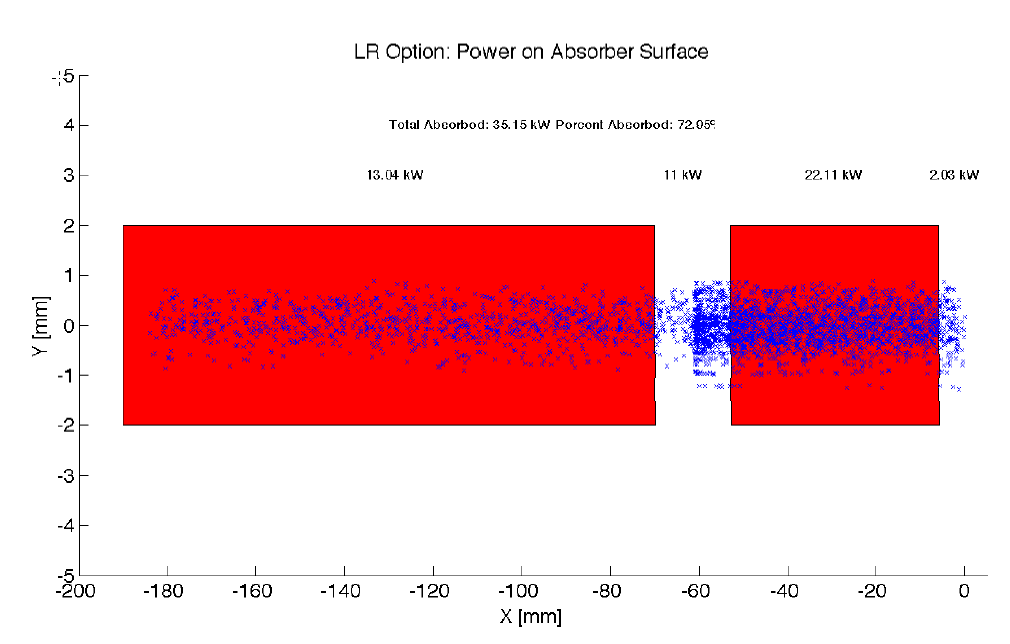 LR Option: Power on Absorber Surface
5
Total Absorbed: 35.15 kW Percent Absorbed: 72.05%
4
13.04 kW 11 kW 22.11 kW 2.03 kW
3
2
1
0
-1
-2
-3
-4
-5
Y [mm]
-200 -180 -160 -140 -120 -100 -80 -60 -40 -20 0
X [mm]